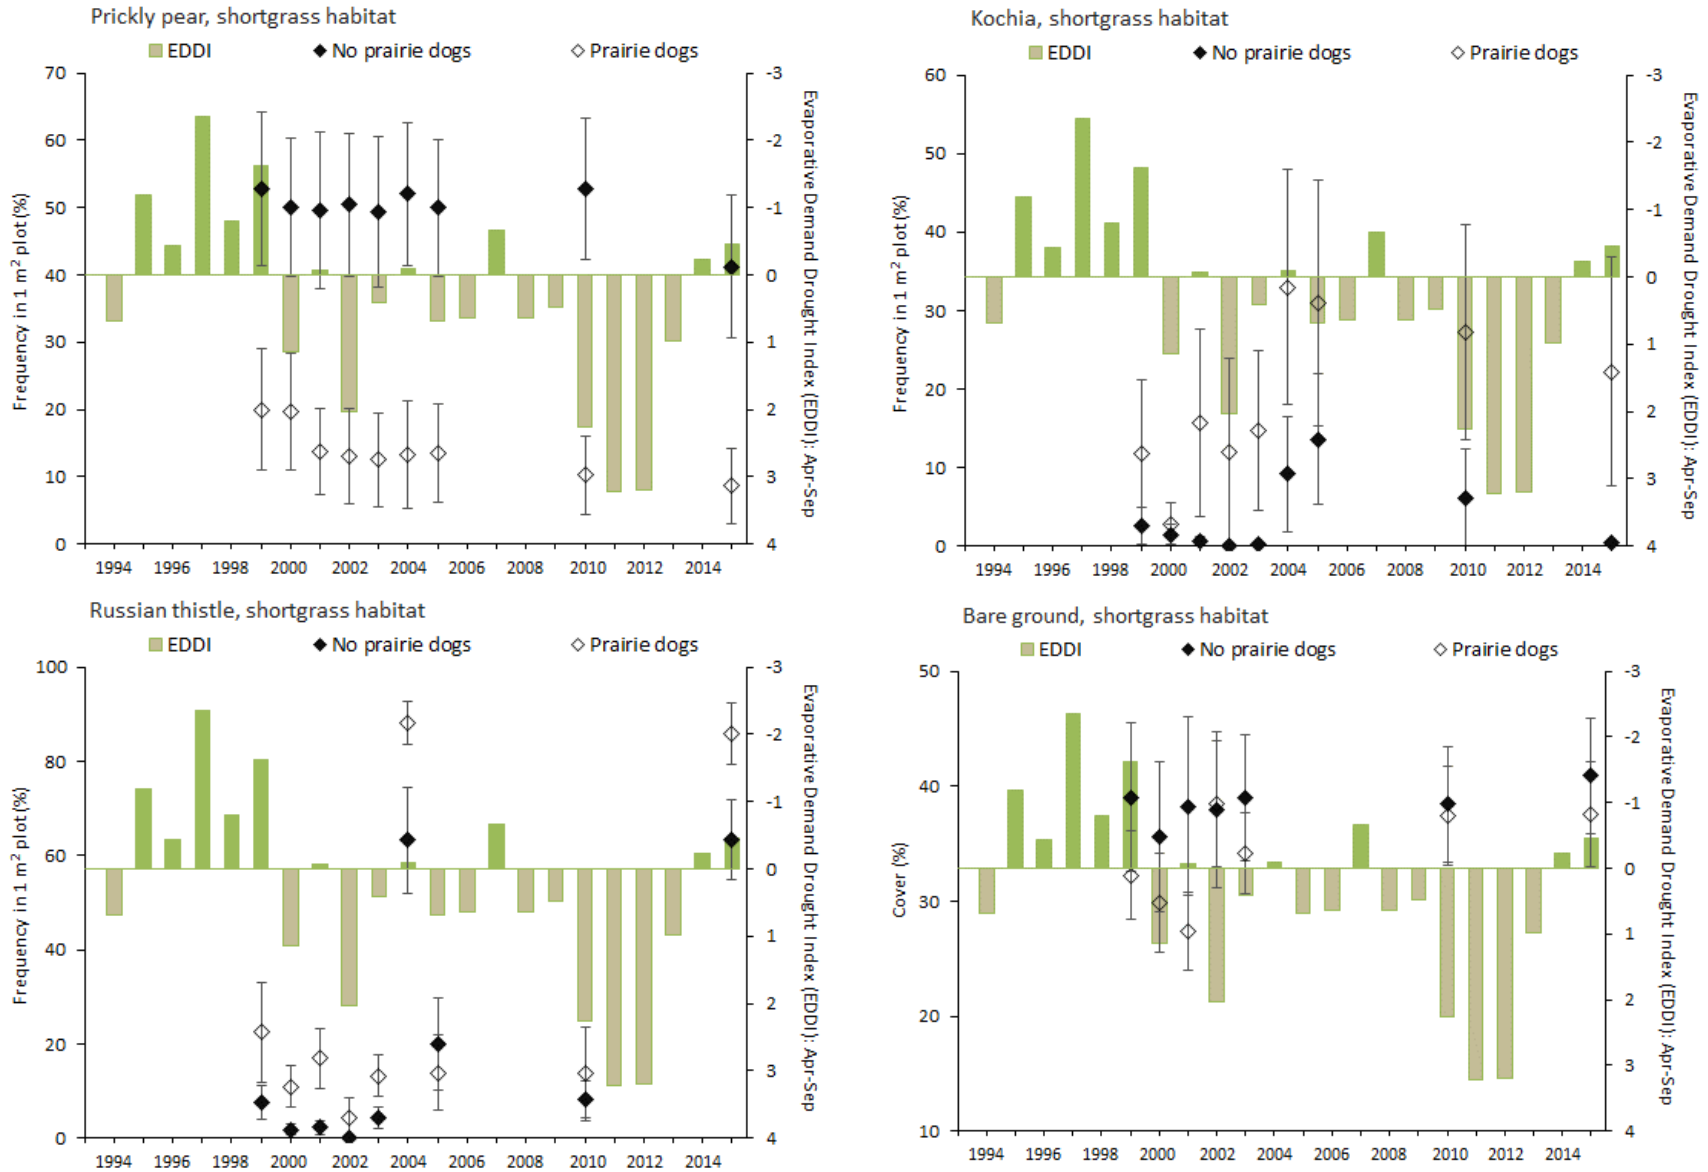 Prickly pear, shortgrass habitat
EDDI No prairie dogs Prairie dogs
70
60
50
40
30
20
10
0
Frequency in 1 m² plot (%)
-3
-2
-1
0
1
2
3
4
Evaporative Demand Drought Index (EDDI): Apr-Sep
1994 1996 1998 2000 2002 2004 2006 2008 2010 2012 2014
Kochia, shortgrass habitat
EDDI No prairie dogs Prairie dogs
60
50
40
30
20
10
0
Frequency in 1 m² plot (%)
-3
-2
-1
0
1
2
3
4
Evaporative Demand Drought Index (EDDI): Apr-Sep
1994 1996 1998 2000 2002 2004 2006 2008 2010 2012 2014
Russian thistle, shortgrass habitat
EDDI No prairie dogs Prairie dogs
100
80
60
40
20
0
Frequency in 1 m² plot (%)
-3
-2
-1
0
1
2
3
4
Evaporative Demand Drought Index (EDDI): Apr-Sep
1994 1996 1998 2000 2002 2004 2006 2008 2010 2012 2014
Bare ground, shortgrass habitat
EDDI No prairie dogs Prairie dogs
50
40
30
20
10
Cover (%)
-3
-2
-1
0
1
2
3
4
Evaporative Demand Drought Index (EDDI): Apr-Sep
1994 1996 1998 2000 2002 2004 2006 2008 2010 2012 2014